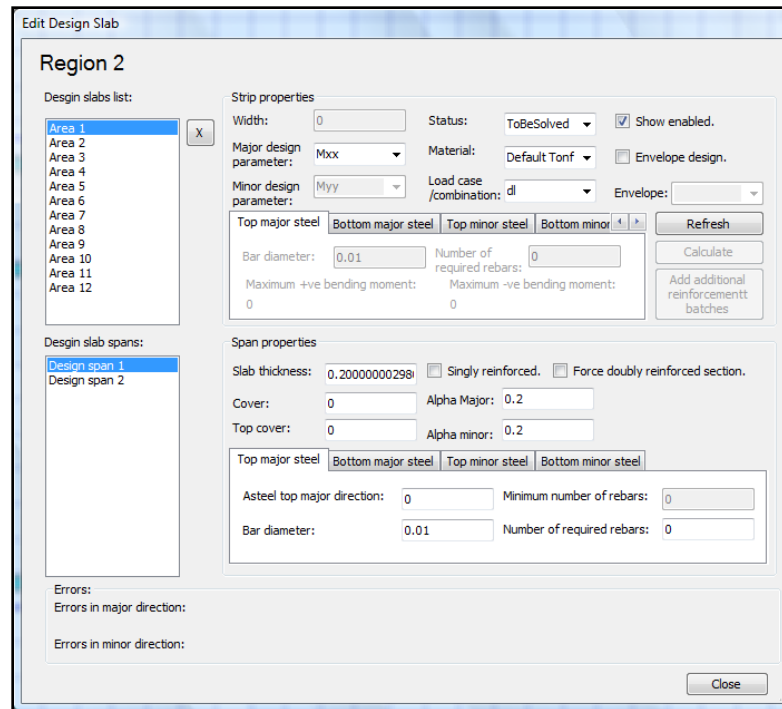 Edit Design Slab
Region 2
Desgin slabs list:
Area 1
Area 2
Area 3
Area 4
Area 5
Area 6
Area 7
Area 8
Area 9
Area 10
Area 11
Area 12
X
Strip properties
Width: 0 Status: ToBeSolved Show enabled.
Major design parameter: Mxx Material: Default Tonf Envelope design.
Minor design parameter: Myy Load case /combination: dl Envelope:
Top major steel Bottom major steel Top minor steel Bottom minor
Refresh
Bar diameter: 0.01 Number of required rebars: 0
Calculate
Maximum +ve bending moment: Maximum -ve bending moment:
0 0
Add additional
reinforcementt
batches
Desgin slab spans:
Design span 1
Design span 2
Span properties
Slab thickness: 0.20000000298 Singly reinforced. Force doubly reinforced section.
Cover: 0 Alpha Major: 0.2
Top cover: 0 Alpha minor: 0.2
Top major steel Bottom major steel Top minor steel Bottom minor steel
Asteel top major direction: 0 Minimum number of rebars: 0
Bar diameter: 0.01 Number of required rebars: 0
Errors:
Errors in major direction:
Errors in minor direction:
Close